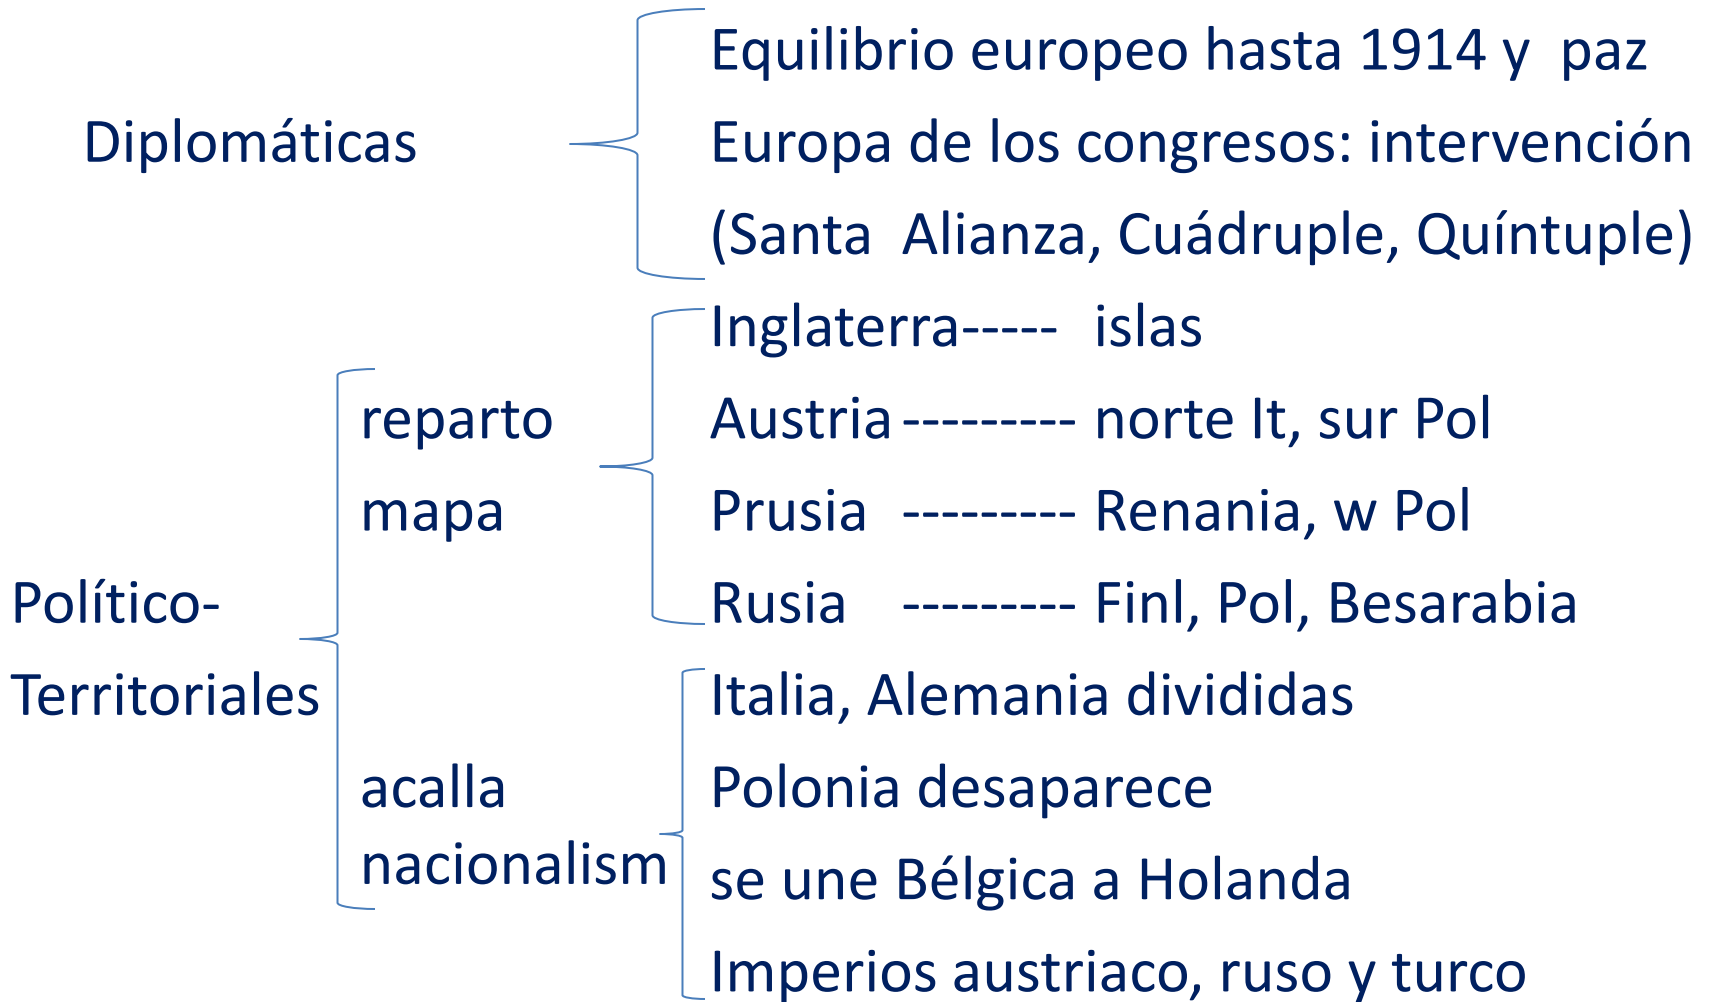 Equilibrio europeo hasta 1914 y paz
Diplomáticas Europa de los congresos: intervención
(Santa Alianza, Cuádruple, Quíntuple)
Inglaterra----- islas
reparto Austria --------- norte It, sur Pol
mapa Prusia --------- Renania, w Pol
Político- Rusia --------- Finl, Pol, Besarabia
Territoriales Italia, Alemania divididas
acalla Polonia desaparece
nacionalism se une Bélgica a Holanda
Imperios austriaco, ruso y turco